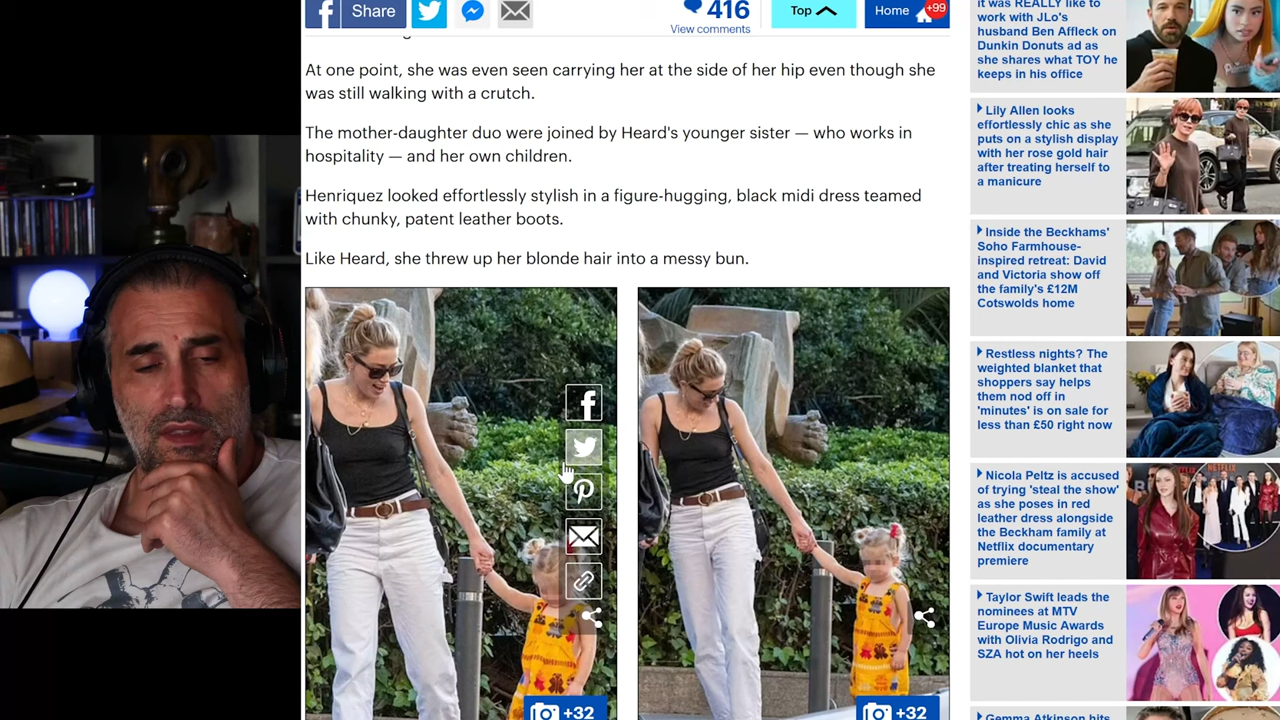 Share
416
View comments
Top
Home
+99
At one point, she was even seen carrying her at the side of her hip even though she
was still walking with a crutch.
The mother-daughter duo were joined by Heard's younger sister — who works in
hospitality — and her own children.
Henriquez looked effortlessly stylish in a figure-hugging, black midi dress teamed
with chunky, patent leather boots.
Like Heard, she threw up her blonde hair into a messy bun.
+32
+32
it was REALLY like to
work with JLo's
husband Ben Affleck on
Dunkin Donuts ad as
she shares what TOY he
keeps in his office
Lily Allen looks
effortlessly chic as she
puts on a stylish display
with her rose gold hair
after treating herself to
a manicure
Inside the Beckhams'
Soho Farmhouse-
inspired retreat: David
and Victoria show off
the family's £12M
Cotswolds home
Restless nights? The
weighted blanket that
shoppers say helps
them nod off in
'minutes' is on sale for
less than £50 right now
Nicola Peltz is accused
of trying 'steal the show'
as she poses in red
leather dress alongside
the Beckham family at
Netflix documentary
premiere
NETFLIX
Taylor Swift leads the
nominees at MTV
Europe Music Awards
with Olivia Rodrigo and
SZA hot on her heels
Gemma Atkinson hits